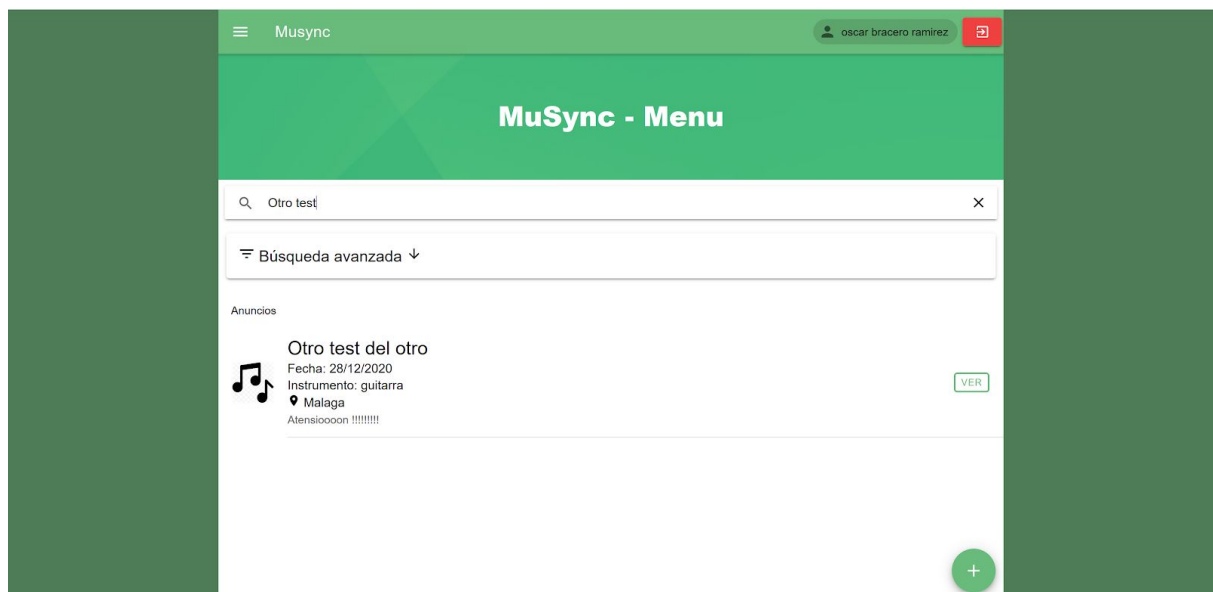 Musync
oscar bracero ramirez
MuSync - Menu
Otro test
Búsqueda avanzada
Anuncios
Otro test del otro
Fecha: 28/12/2020
Instrumento: guitarra
Malaga
Atensioooon !!!!!!!!!
VER